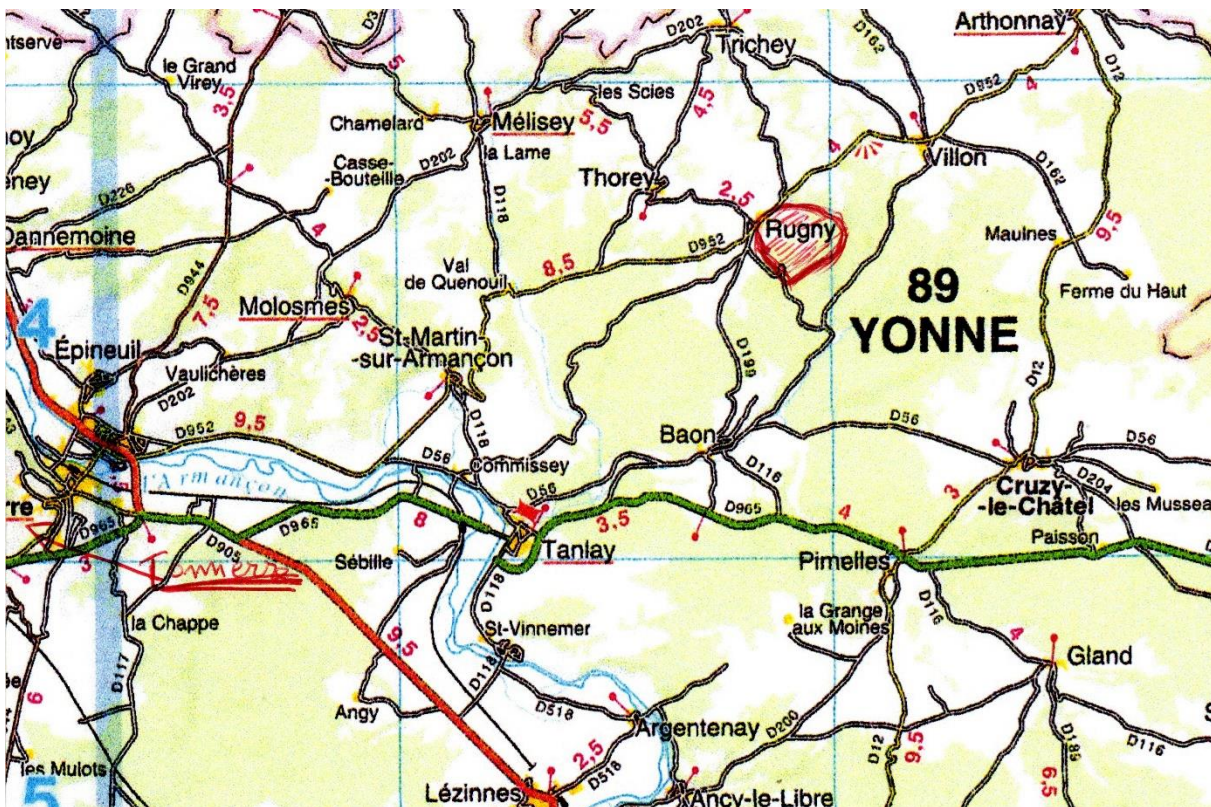 D202
Arthonnay
ntserve
le Grand
Virey
Trichey
D162
D12
3,5
5
les Scies
4,5
D952
4
Chamelard
Mélisey
5,5
noy
la Lame
Villon
Casse-
-Bouteille
D202
Thorey
2,5
D162
eney
D226
D118
Rugny
Maulnes
9,5
Dannemoine
4
D952
D944
Val
de Quenouil
8,5
89
YONNE
Ferme du Haut
Molosmes
4
7,5
2,5
St-Martin
-sur-Armançon
Épineuil
Vaulichères
D202
D199
D12
D952
9,5
D118
Baon
D56
D56
D56
Commissey
l'Armançon
D116
Cruzy-
-le-Châtel
D204
les Mussea
D56
3
rre
D965
D965
8
3,5
D965
4
Paisson
D905
Sébille
Tanlay
Pimelles
3
Tonnerre
D118
la Chappe
St-Vinnemer
la Grange
aux Moines
D116
4
9,5
D118
Gland
D117
6
Angy
D518
Argentenay
D200
D12
9,5
D116
D189
les Mulots
2,5
D518
6,5
5
Lézinnes
Ancy-le-Libre